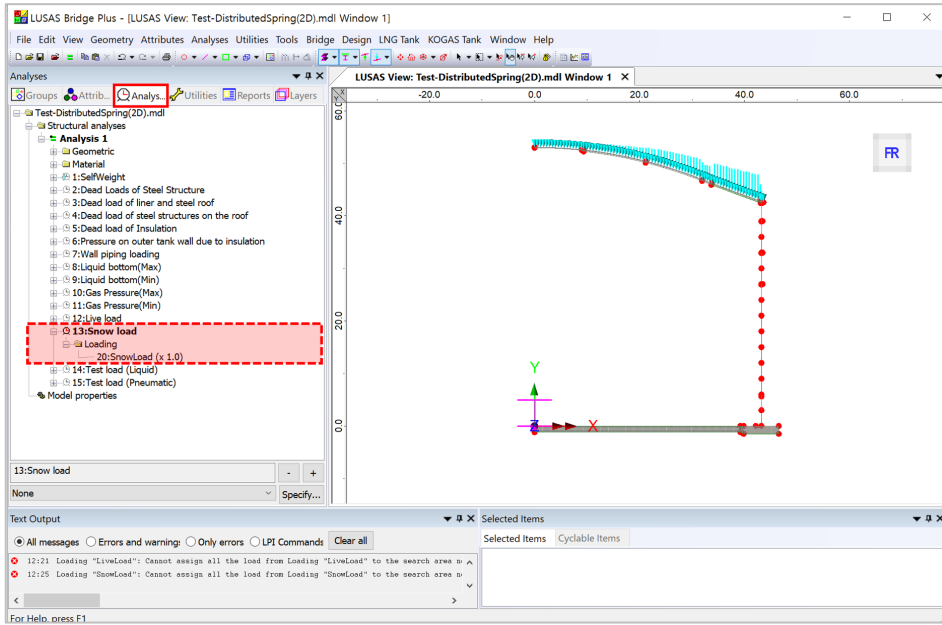 LUSAS Bridge Plus - [LUSAS View: Test-DistributedSpring(2D).mdl Window 1]
File Edit View Geometry Attributes Analyses Utilities Tools Bridge Design LNG Tank KOGAS Tank Window Help
Analyses
LUSAS View: Test-DistributedSpring(2D).mdl Window 1
Groups Attrib... Analys... Utilities Reports Layers
X -20.0 0.0 20.0 40.0 60.0
60.0
40.0
20.0
0.0
Test-DistributedSpring(2D).mdl
Structural analyses
Analysis 1
Geometric
Material
1:SelfWeight
2:Dead Loads of Steel Structure
3:Dead load of liner and steel roof
4:Dead load of steel structures on the roof
5:Dead load of Insulation
6:Pressure on outer tank wall due to insulation
7:Wall piping loading
8:Liquid bottom(Max)
9:Liquid bottom(Min)
10:Gas Pressure(Max)
11:Gas Pressure(Min)
12:Live load
13:Snow load
Loading
20:SnowLoad (x 1.0)
14:Test load (Liquid)
15:Test load (Pneumatic)
Model properties
FR
Y
Z
X
13:Snow load - +
None Specify...
Text Output
All messages Errors and warning: Only errors LPI Commands Clear all
12:21 Loading "LiveLoad": Cannot assign all the load from Loading "LiveLoad" to the search area n
12:25 Loading "SnowLoad": Cannot assign all the load from Loading "SnowLoad" to the search area n
Selected Items
Selected Items Cyclable Items
For Help, press F1